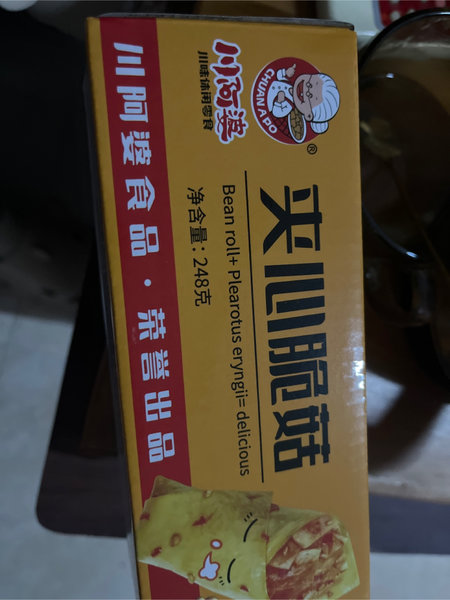 川阿婆
川味休闲零食
CHUAN A PO
®
夹心脆菇
Bean roll+ Plearotus eryngii= delicious
净含量：248克
川阿婆食品·荣誉出品